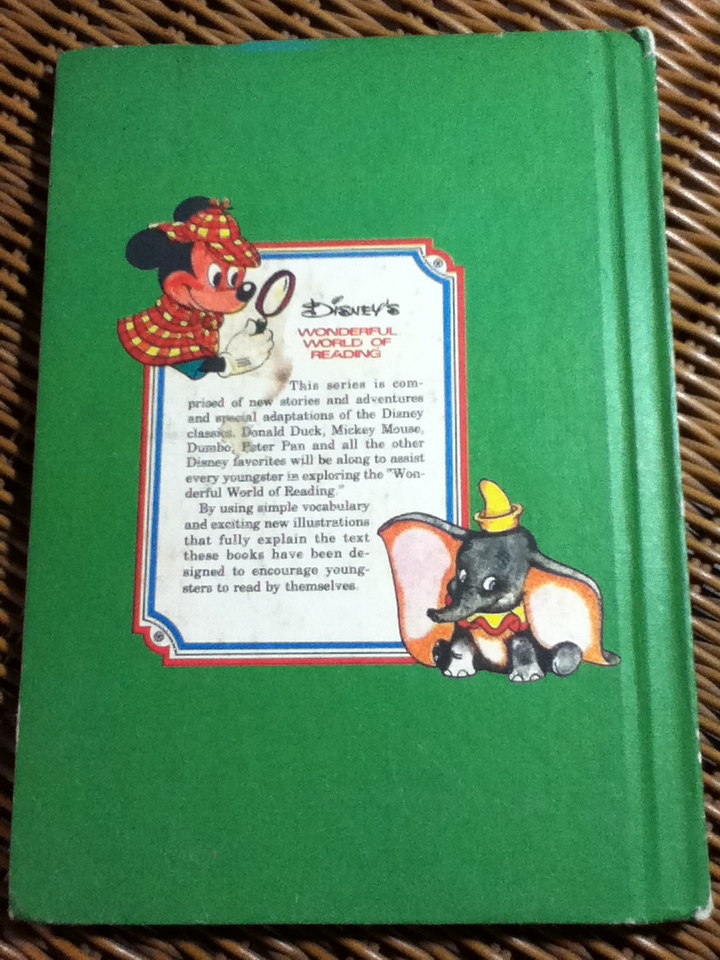 DISNEY'S
WONDERFUL
WORLD OF
READING
This series is com-
prised of new stories and adventures
and special adaptations of the Disney
classics. Donald Duck, Mickey Mouse,
Dumbo, Peter Pan and all the other
Disney favorites will be along to assist
every youngster in exploring the "Won-
derful World of Reading."
By using simple vocabulary
and exciting new illustrations
that fully explain the text
these books have been de-
signed to encourage young-
sters to read by themselves.